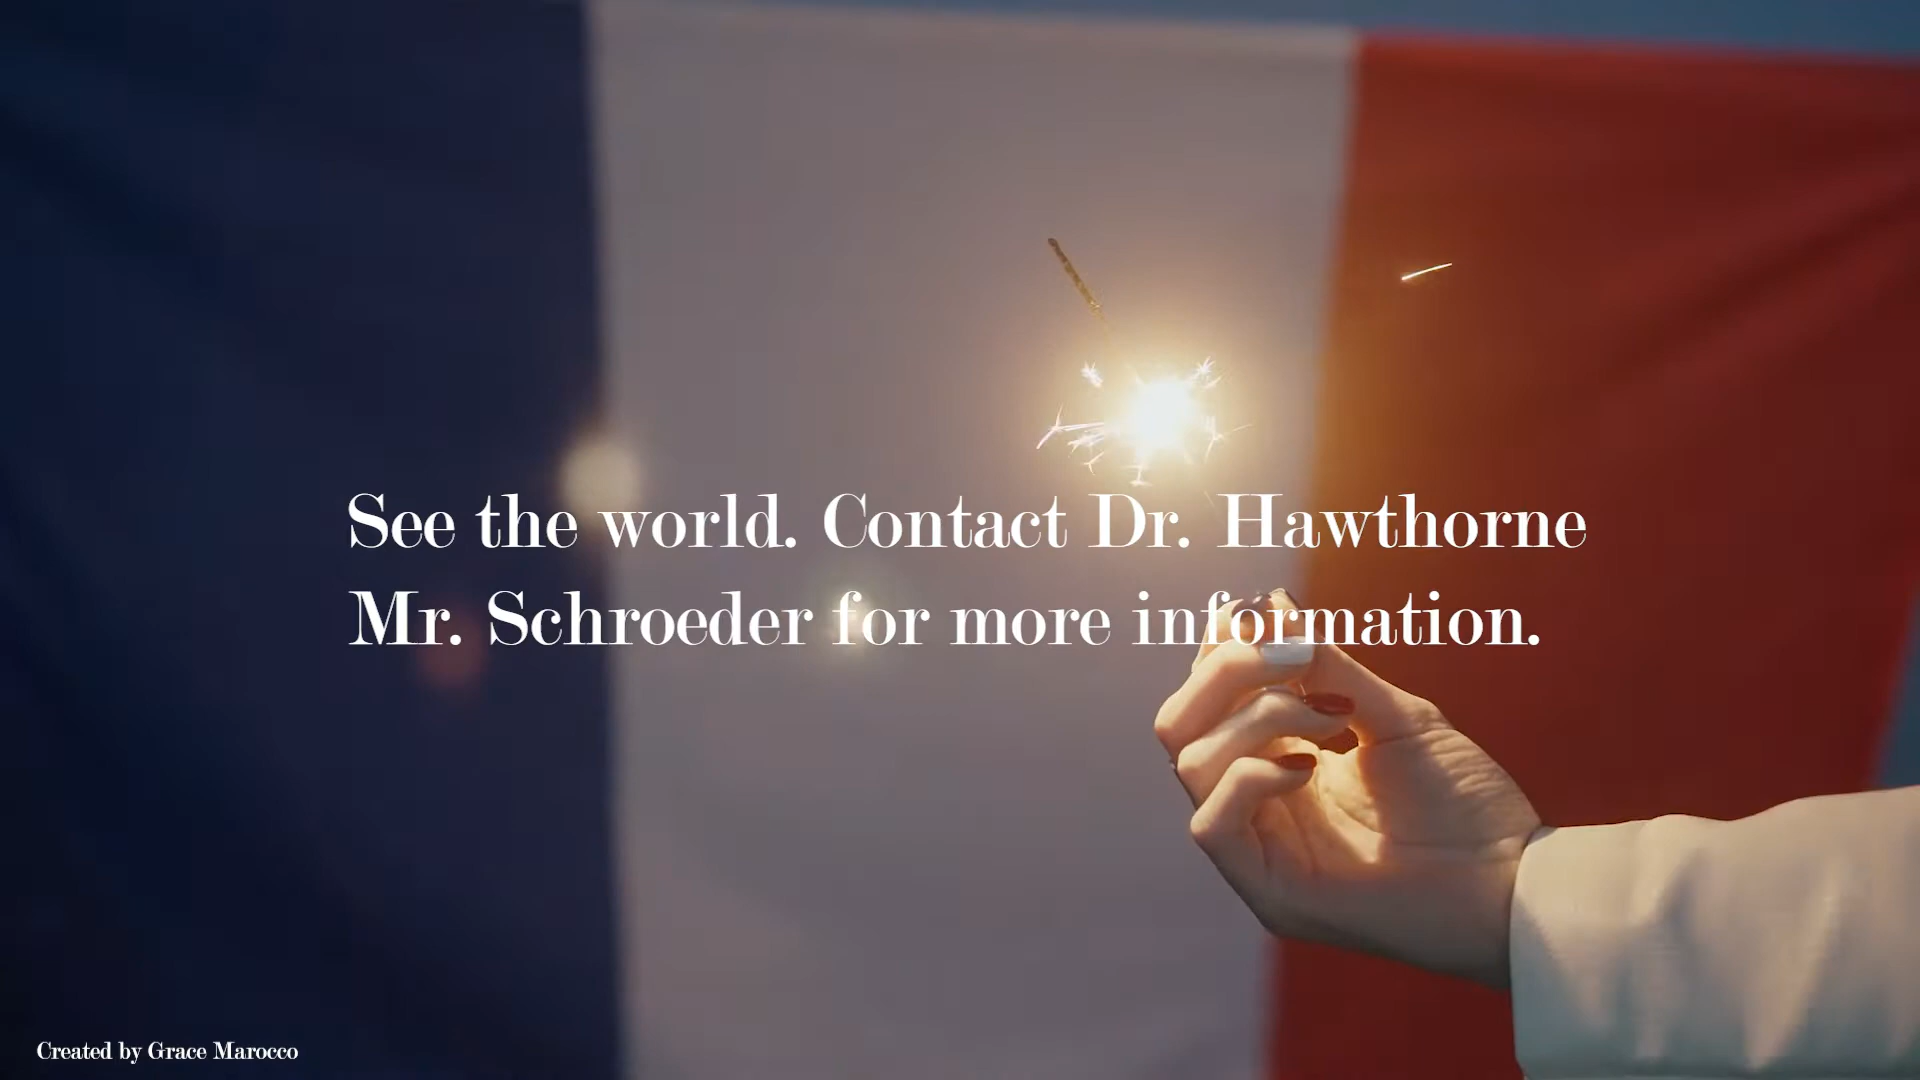 See the world. Contact Dr. Hawthorne
Mr. Schroeder for more information.
Created by Grace Marocco